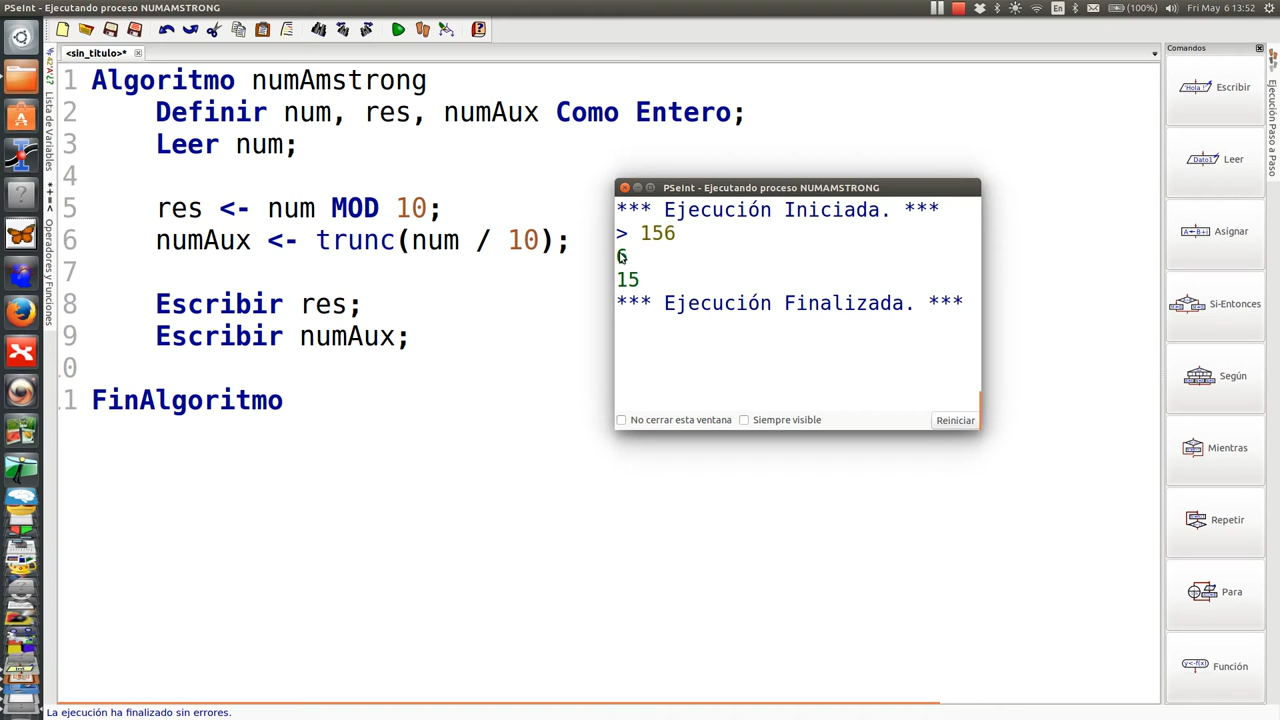 PSeInt - Ejecutando proceso NUMAMSTRONG
En
(100%)
Fri May 6 13:52
<sin_titulo>*
Comandos
Lista de Variables
Operadores y Funciones
Ejecución Paso a Paso
1 Algoritmo numAmstrong
2 Definir num, res, numAux Como Entero;
3 Leer num;
4
5 res <- num MOD 10;
6 numAux <- trunc(num / 10);
7
8 Escribir res;
9 Escribir numAux;
10
11 FinAlgoritmo
PSeInt - Ejecutando proceso NUMAMSTRONG
*** Ejecución Iniciada. ***
> 156
6
15
*** Ejecución Finalizada. ***
No cerrar esta ventana
Siempre visible
Reiniciar
Escribir
Leer
Asignar
Si-Entonces
Según
Mientras
Repetir
Para
Función
La ejecución ha finalizado sin errores.